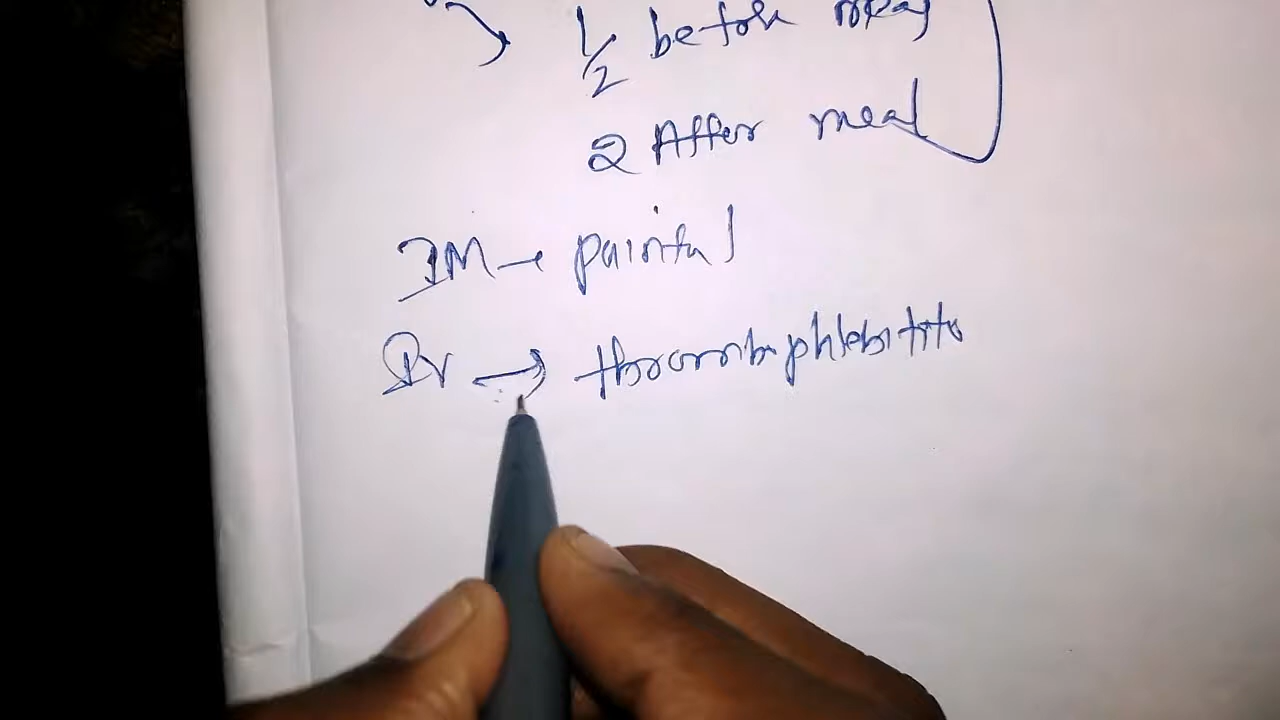 → 1/2 before meal
2 After meal
IM → painful
IV → thrombophlebitis